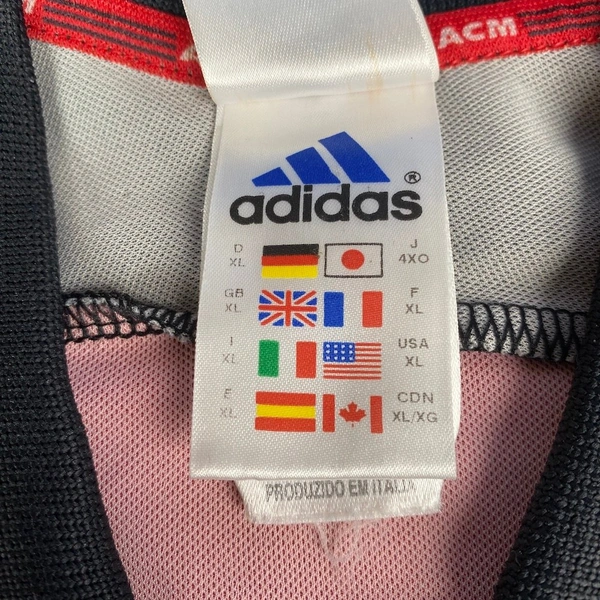 ACM
adidas®
D XL J 4XO
GB XL F XL
I XL USA XL
E XL CDN XL/XG
PRODUZIDO EM ITALIA